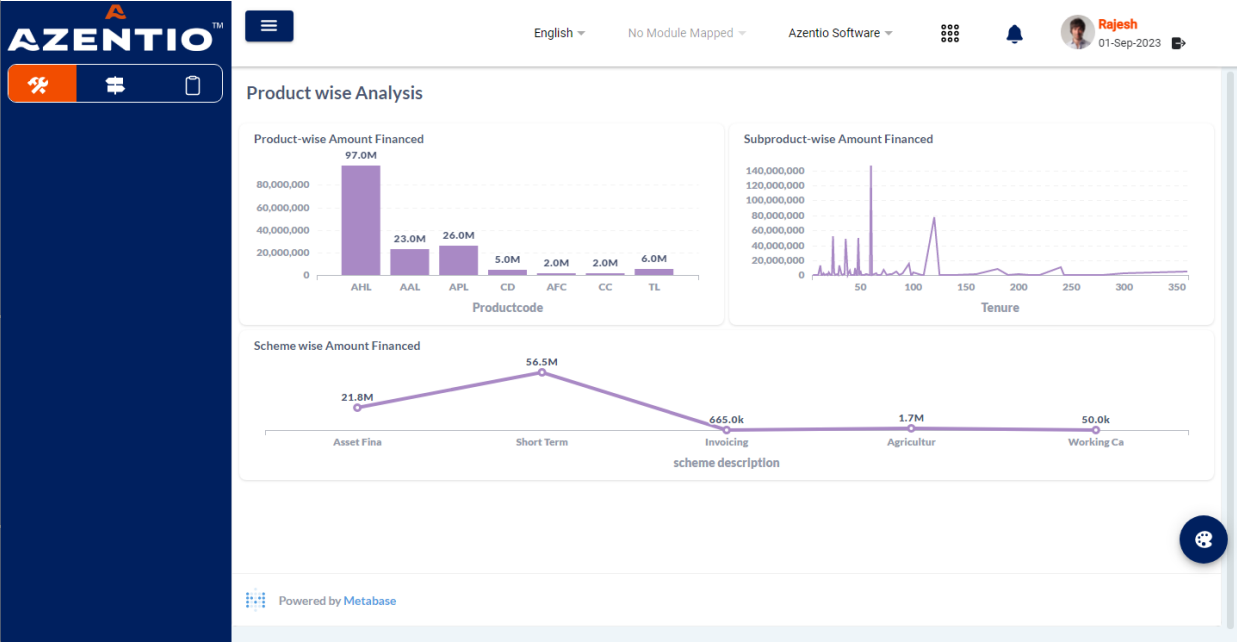 AZENTIO™
English
No Module Mapped
Azentio Software
Rajesh
01-Sep-2023
Product wise Analysis
Product-wise Amount Financed
97.0M
80,000,000
60,000,000
40,000,000
20,000,000
0
23.0M
26.0M
5.0M
2.0M
2.0M
6.0M
AHL AAL APL CD AFC CC TL
Productcode
Subproduct-wise Amount Financed
140,000,000
120,000,000
100,000,000
80,000,000
60,000,000
40,000,000
20,000,000
0
50 100 150 200 250 300 350
Tenure
Scheme wise Amount Financed
21.8M
56.5M
665.0k
1.7M
50.0k
Asset Fina Short Term Invoicing Agricultur Working Ca
scheme description
Powered by Metabase